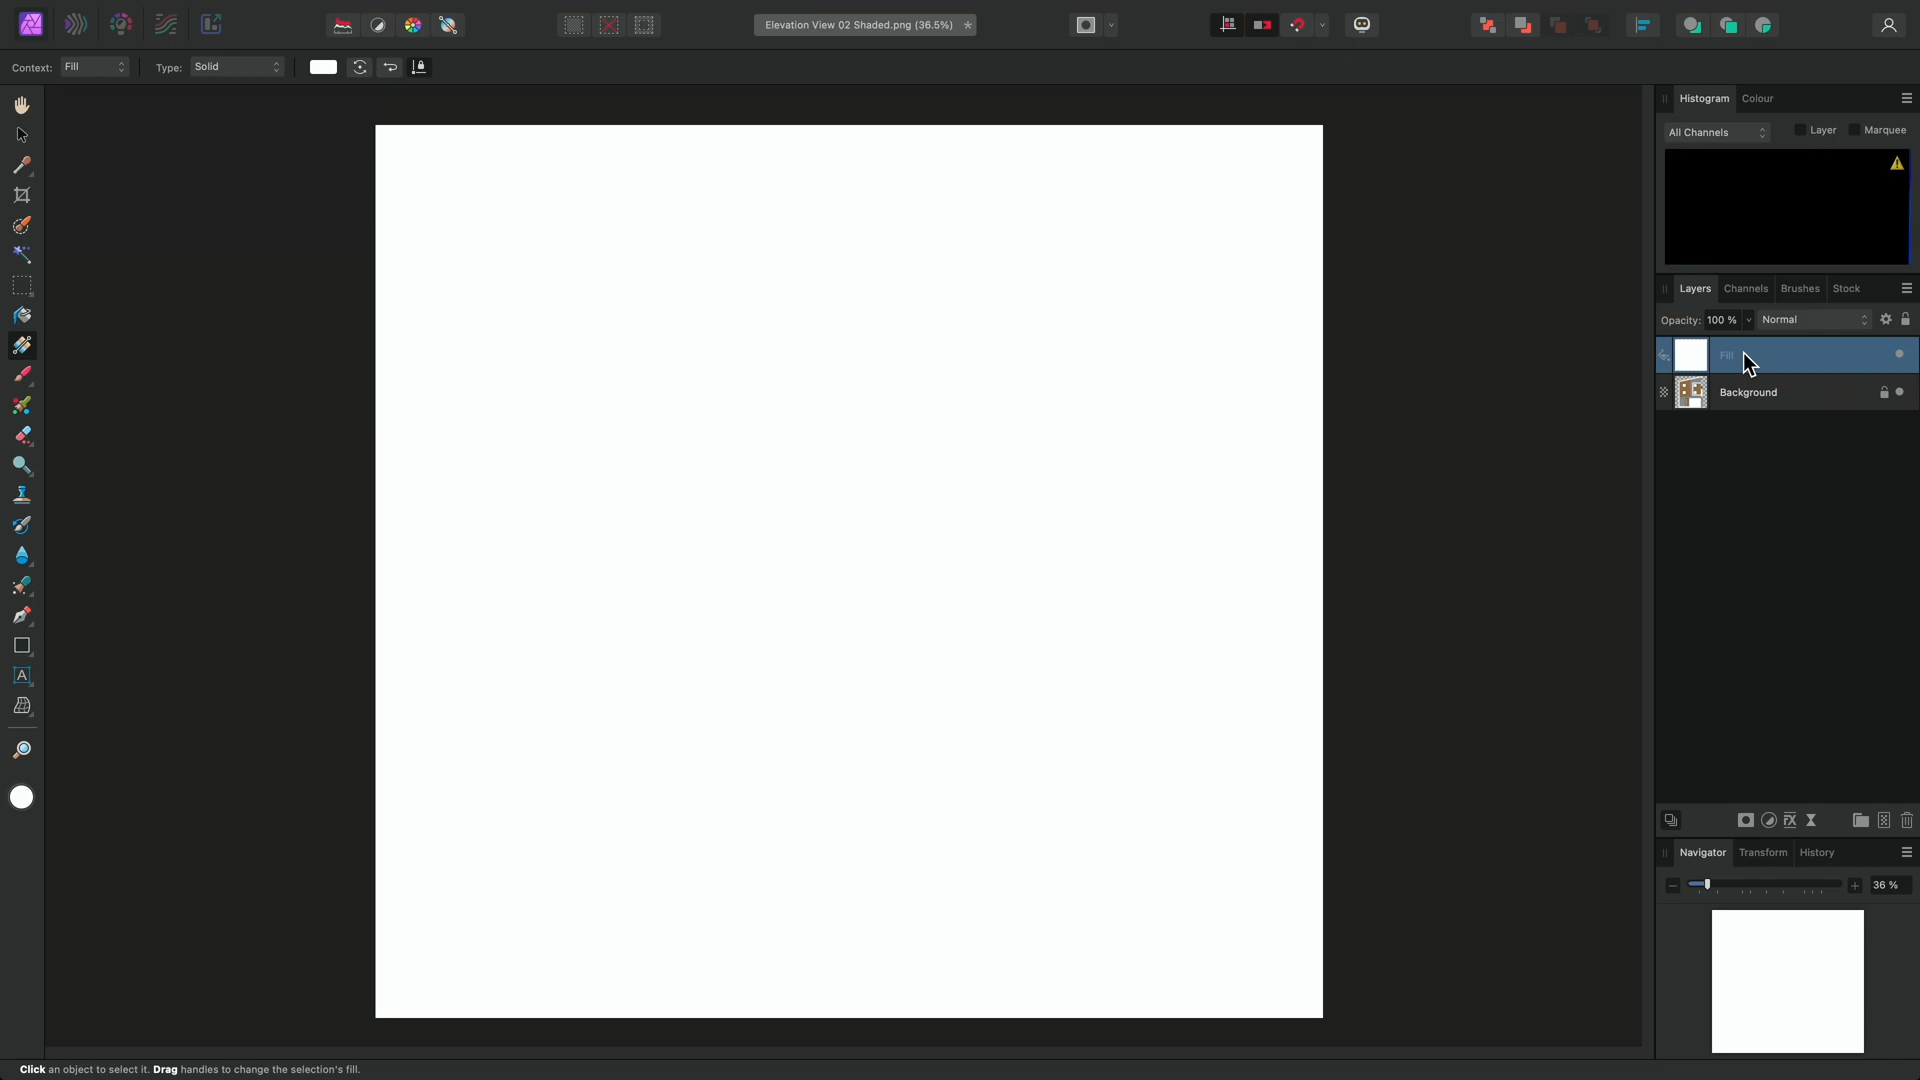 Elevation View 02 Shaded.png (36.5%) *
Context: Fill Type: Solid
Histogram Colour
All Channels Layer Marquee
Layers Channels Brushes Stock
Opacity: 100 % Normal
Fill
Background
Navigator Transform History
36 %
Click an object to select it. Drag handles to change the selection's fill.